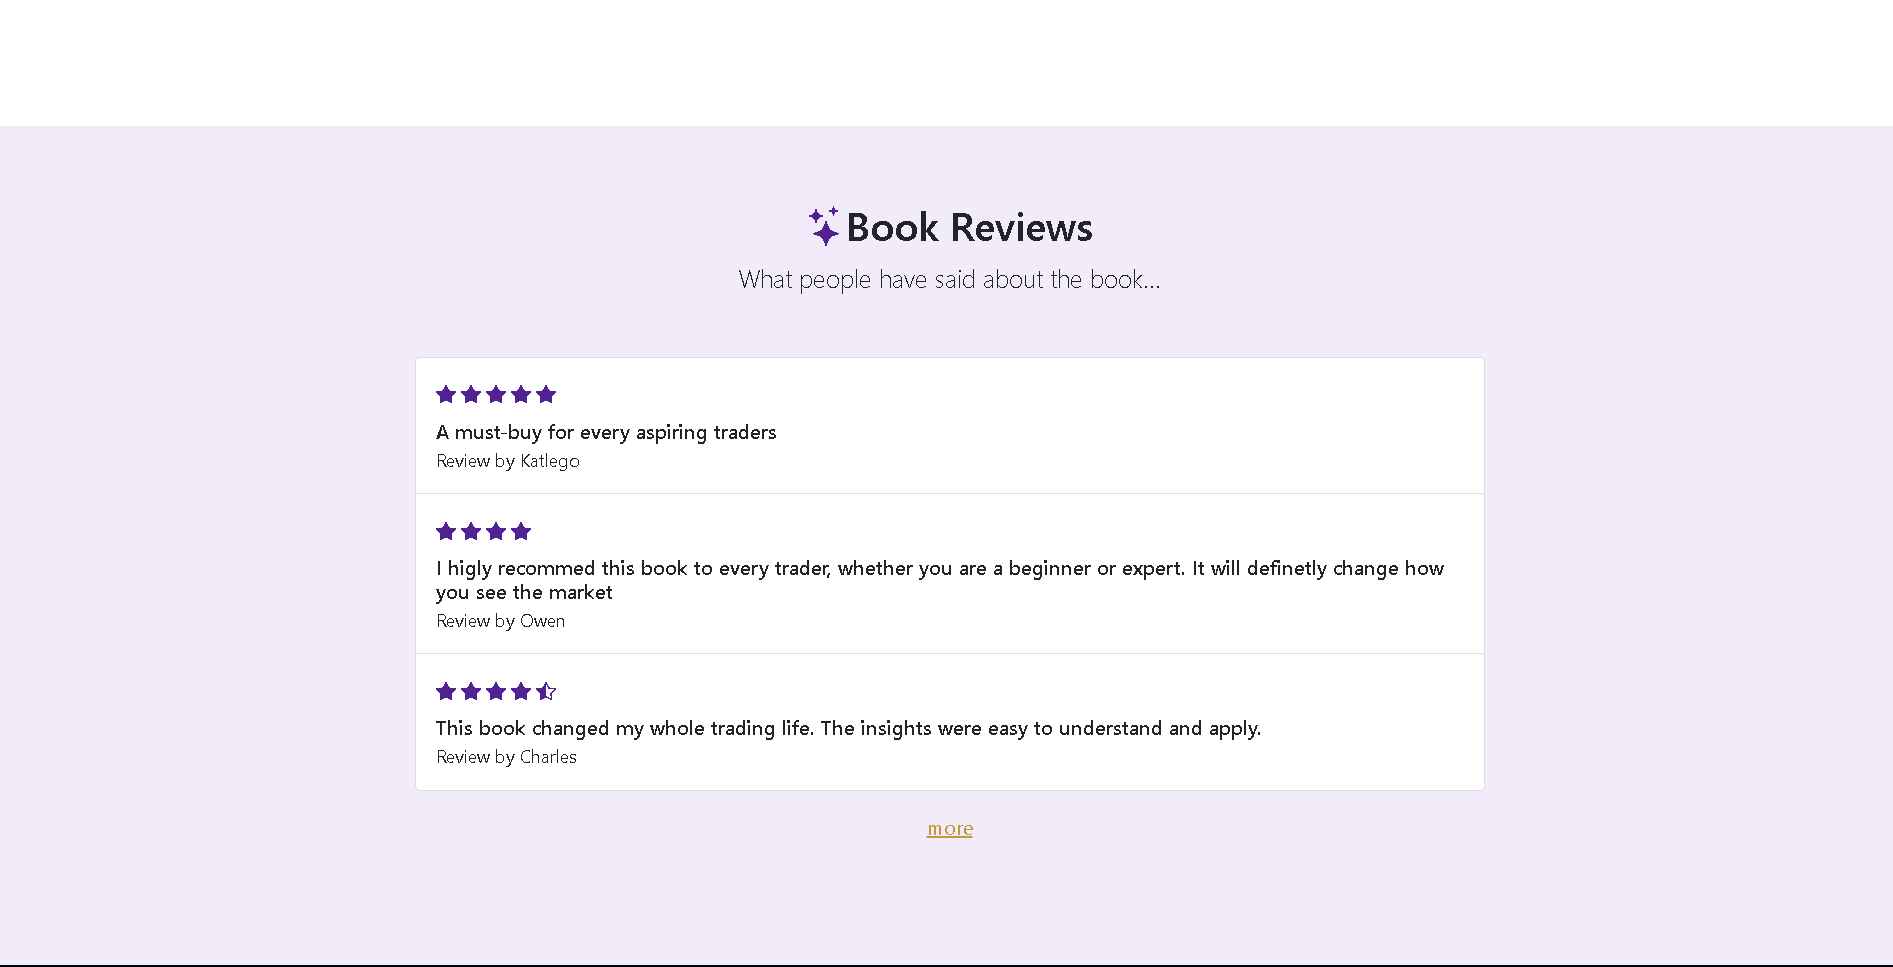 Book Reviews
What people have said about the book...
A must-buy for every aspiring traders
Review by Katlego
I higly recommed this book to every trader, whether you are a beginner or expert. It will definetly change how
you see the market
Review by Owen
This book changed my whole trading life. The insights were easy to understand and apply.
Review by Charles
more